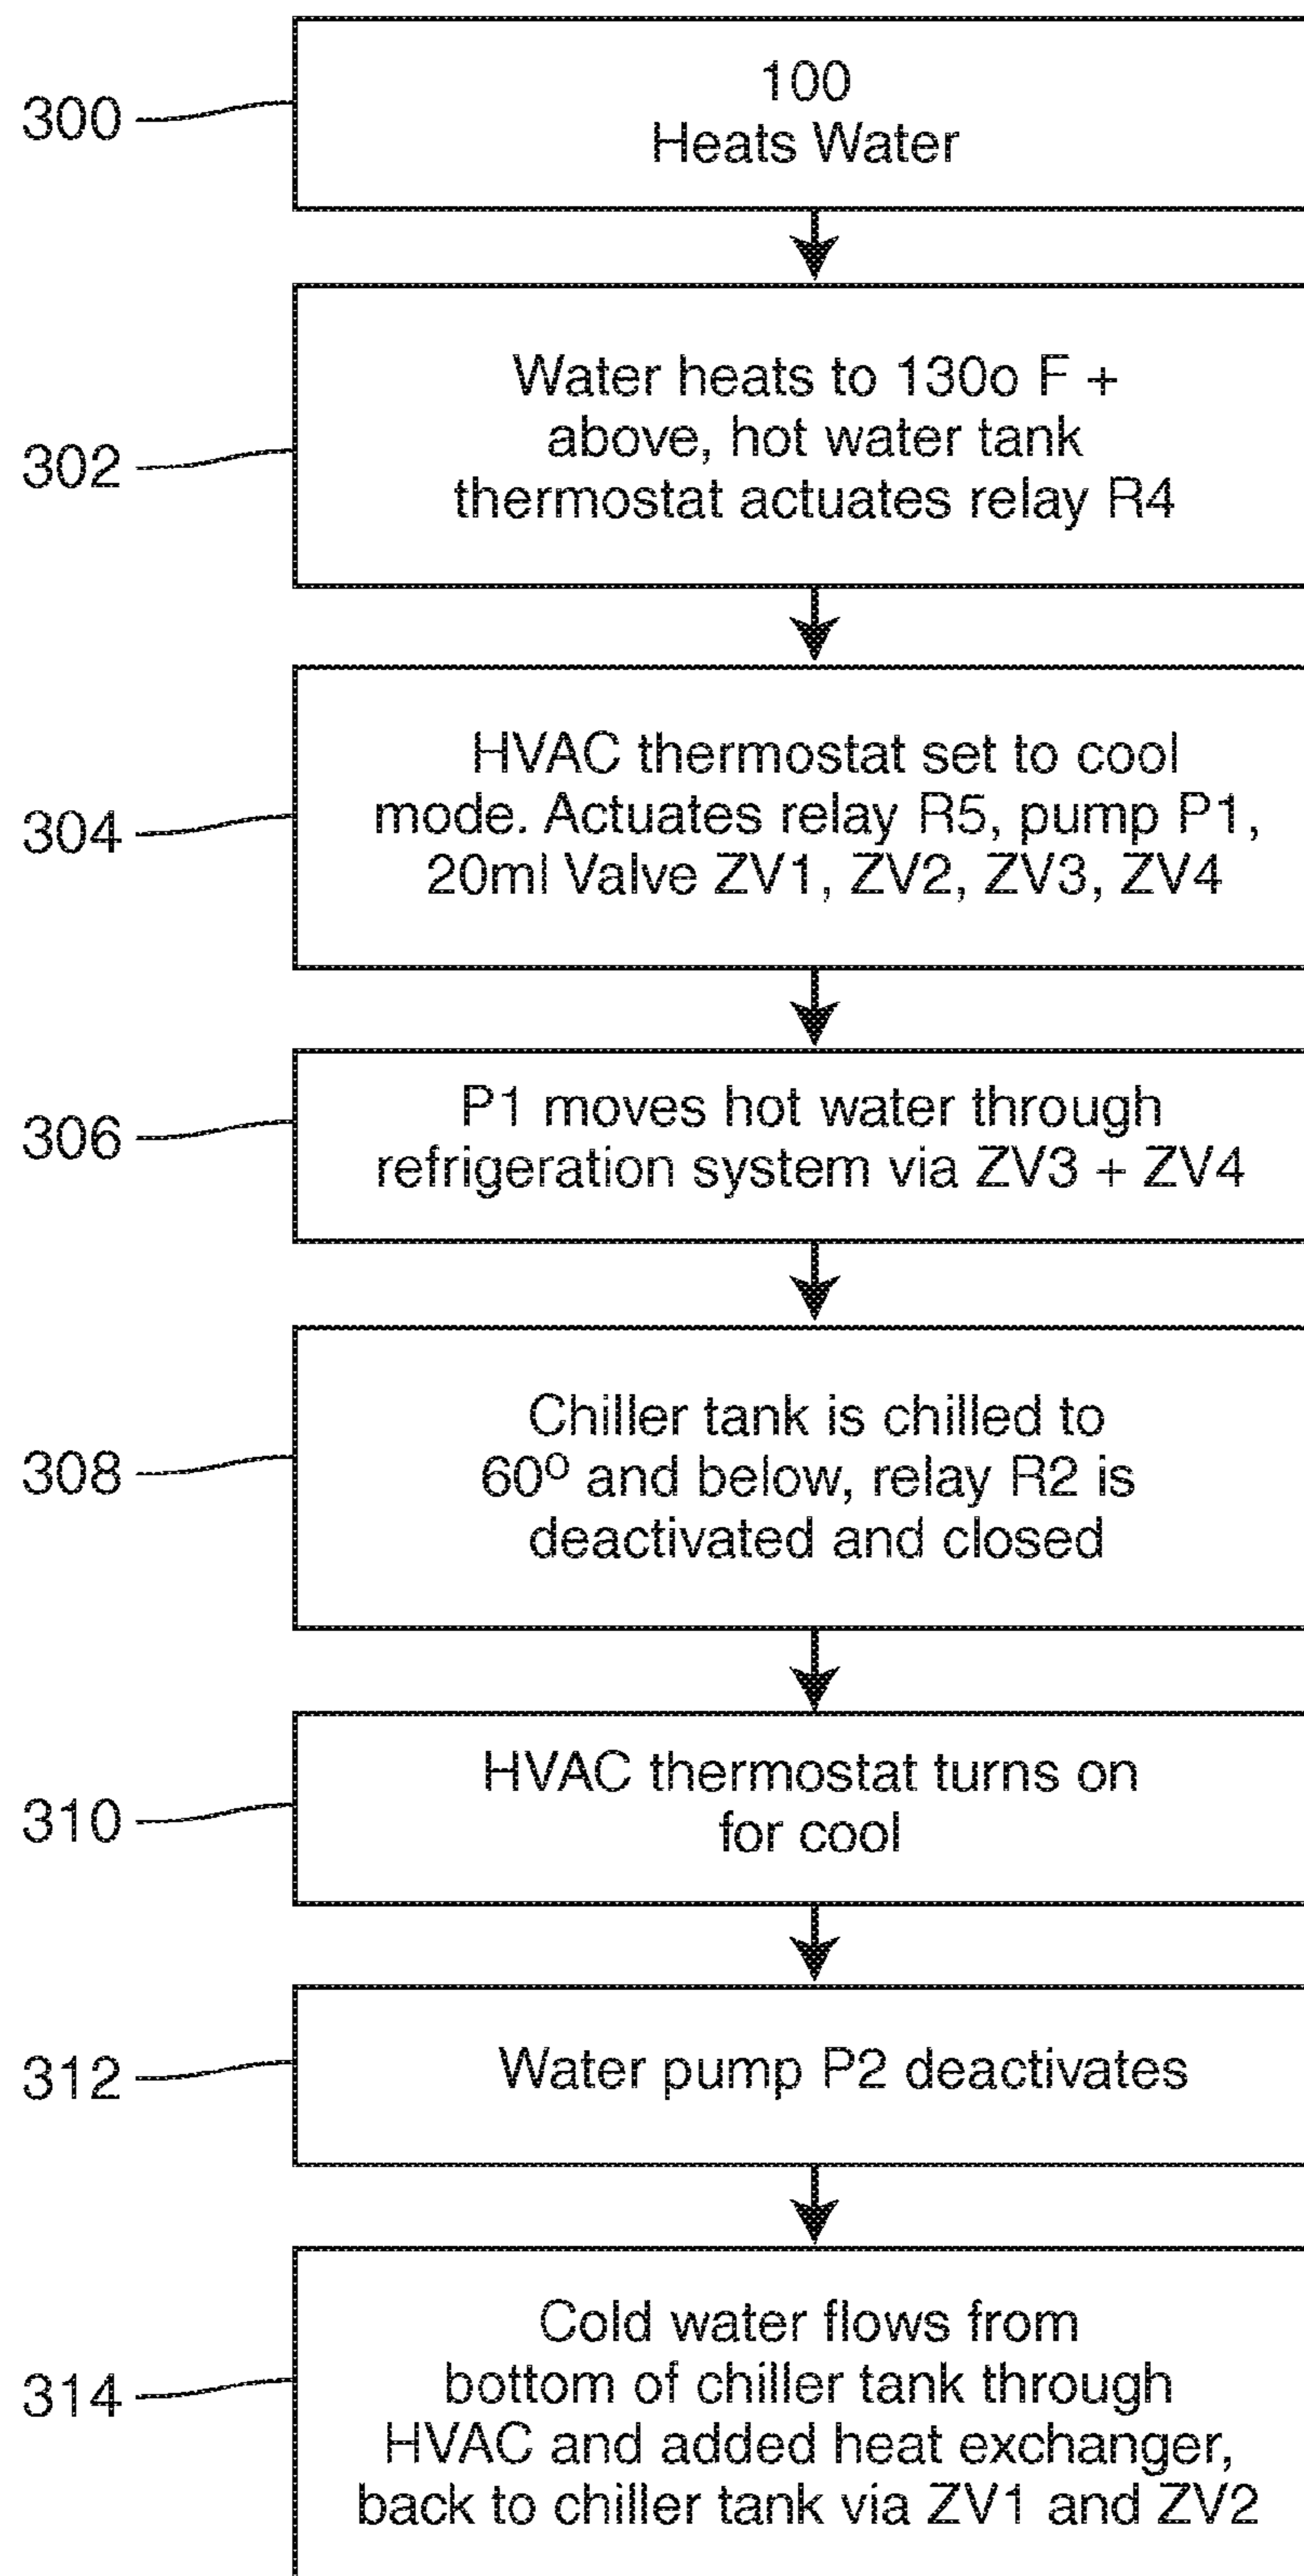 300
100
Heats Water
302
Water heats to 130o F +
above, hot water tank
thermostat actuates relay R4
304
HVAC thermostat set to cool
mode. Actuates relay R5, pump P1,
20ml Valve ZV1, ZV2, ZV3, ZV4
306
P1 moves hot water through
refrigeration system via ZV3 + ZV4
308
Chiller tank is chilled to
60º and below, relay R2 is
deactivated and closed
310
HVAC thermostat turns on
for cool
312
Water pump P2 deactivates
314
Cold water flows from
bottom of chiller tank through
HVAC and added heat exchanger,
back to chiller tank via ZV1 and ZV2